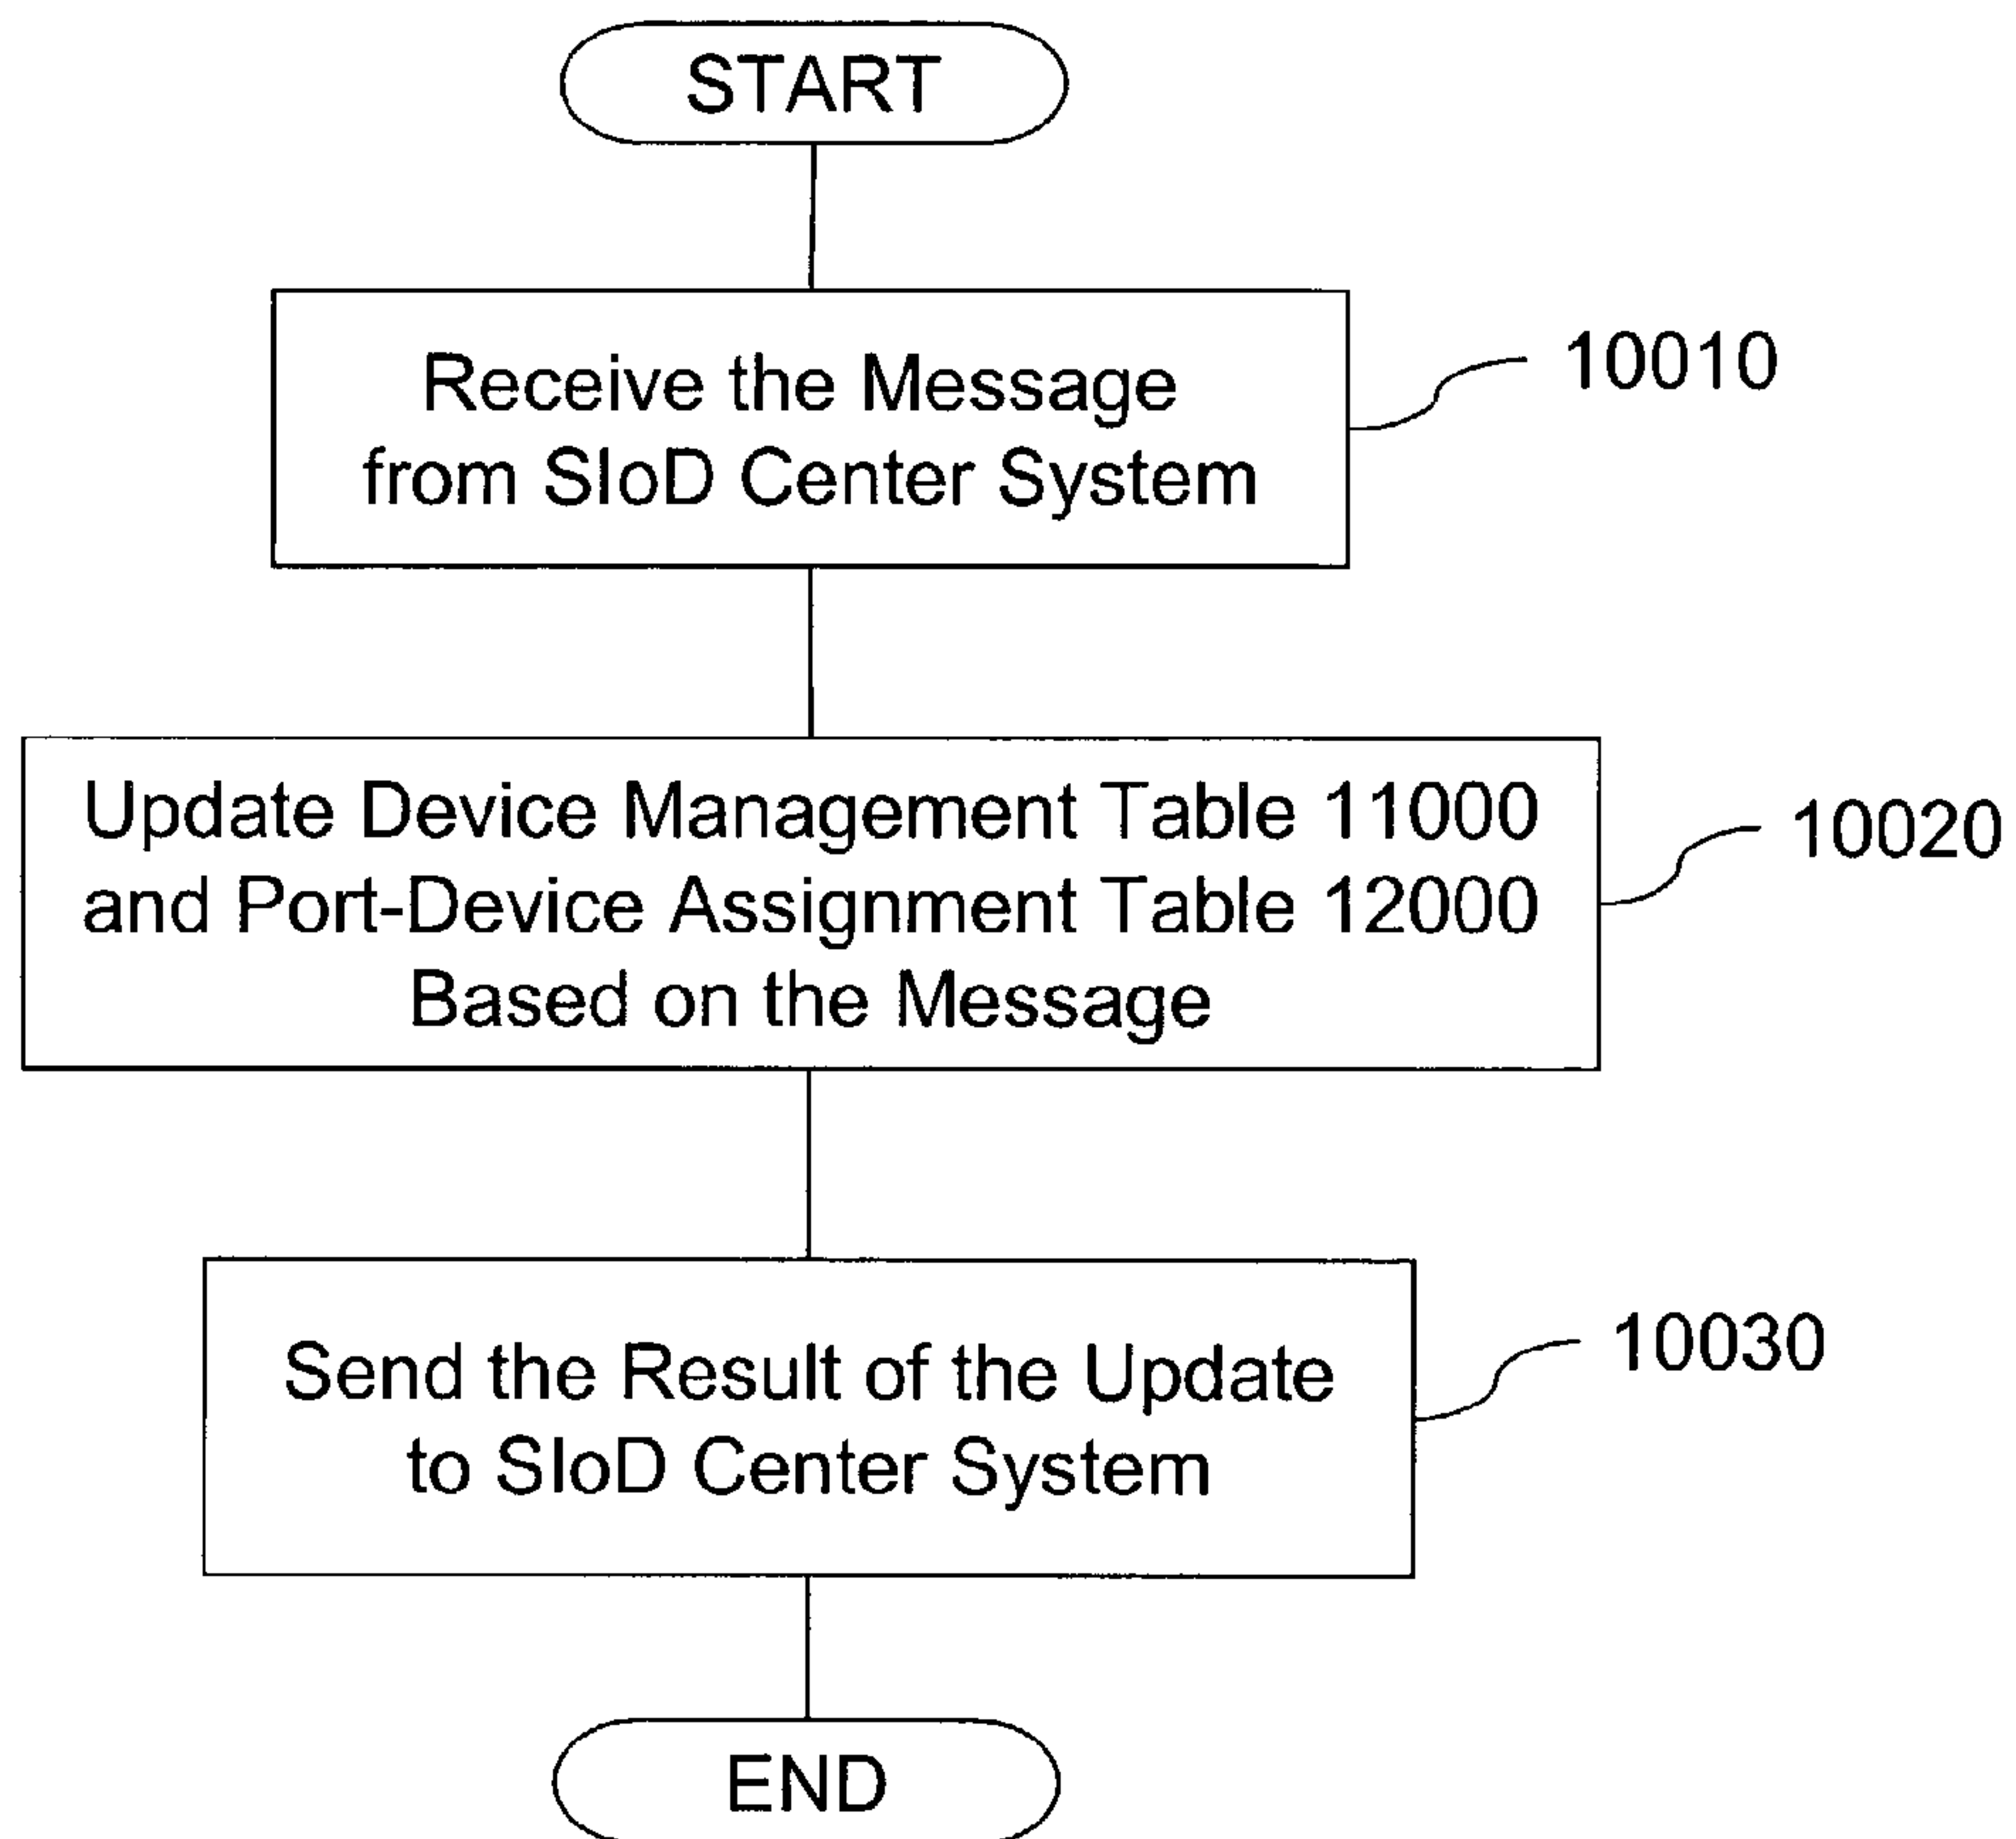 START
Receive the Message
from SIoD Center System
10010
Update Device Management Table 11000
and Port-Device Assignment Table 12000
Based on the Message
10020
Send the Result of the Update
to SIoD Center System
10030
END